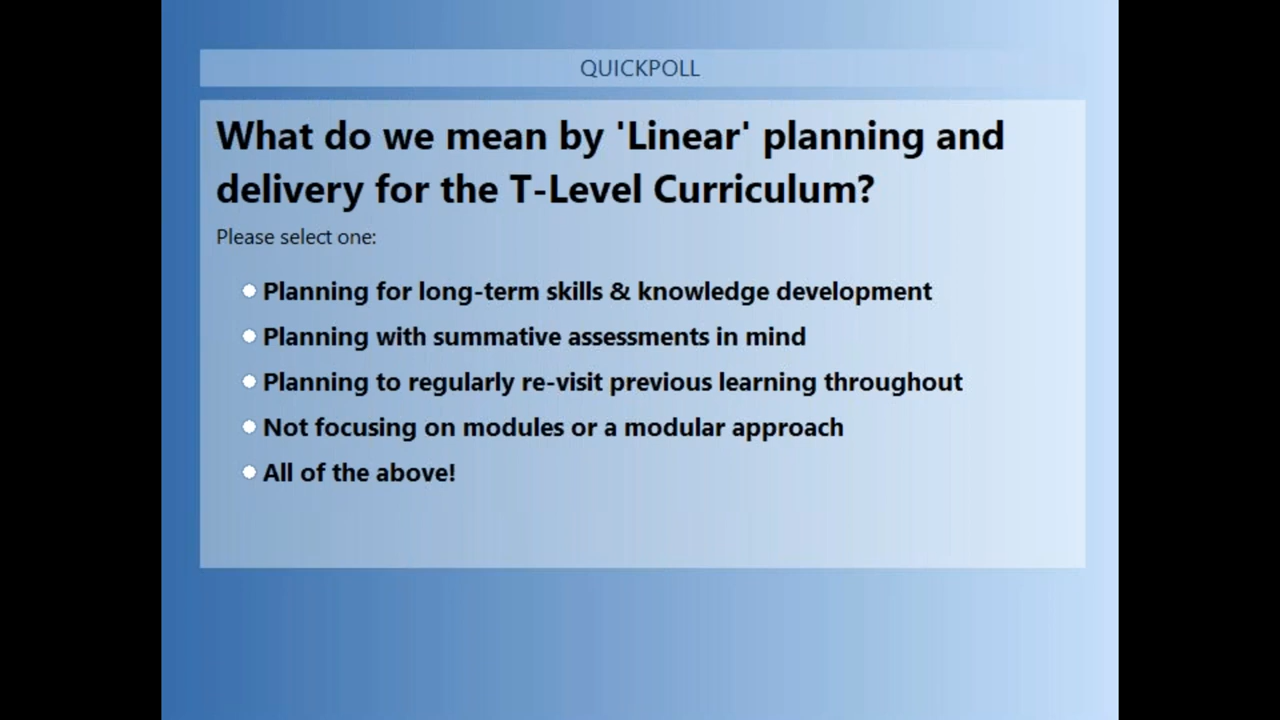 QUICKPOLL
What do we mean by 'Linear' planning and
delivery for the T-Level Curriculum?
Please select one:
Planning for long-term skills & knowledge development
Planning with summative assessments in mind
Planning to regularly re-visit previous learning throughout
Not focusing on modules or a modular approach
All of the above!